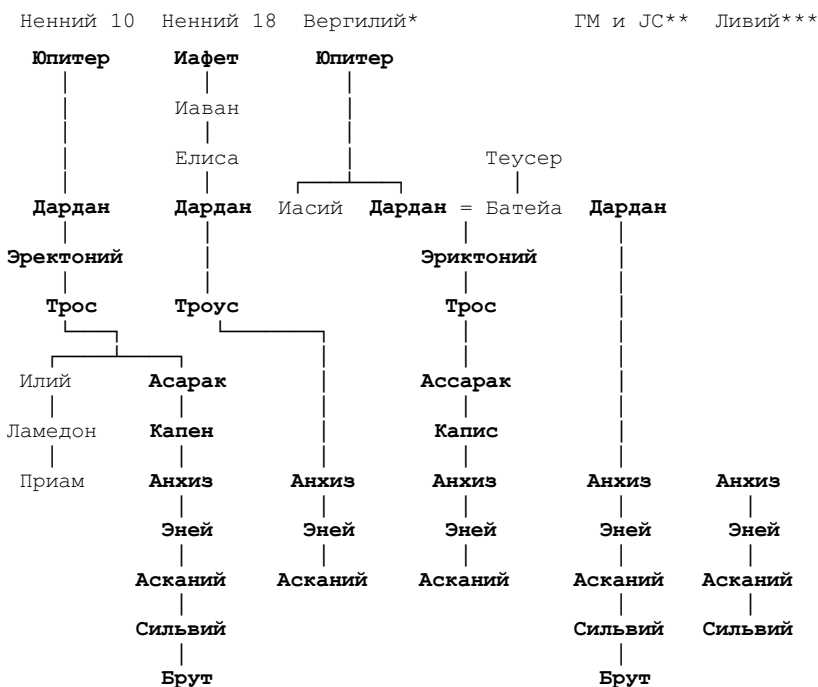 Ненний 10 Ненний 18 Вергилий* ГМ и JC** Ливий***
Юпитер Иафет Юпитер
Иаван
Елиса Теусер
Дардан Дардан Иасий Дардан = Батейа Дардан
Эректоний Эриктоний
Трос Троус Трос
Илий Асарак Ассарак
Ламедон Капен Капис
Приам Анхиз Анхиз Анхиз Анхиз Анхиз
Эней Эней Эней Эней Эней
Асканий Асканий Асканий Асканий Асканий
Сильвий Сильвий Сильвий
Брут Брут